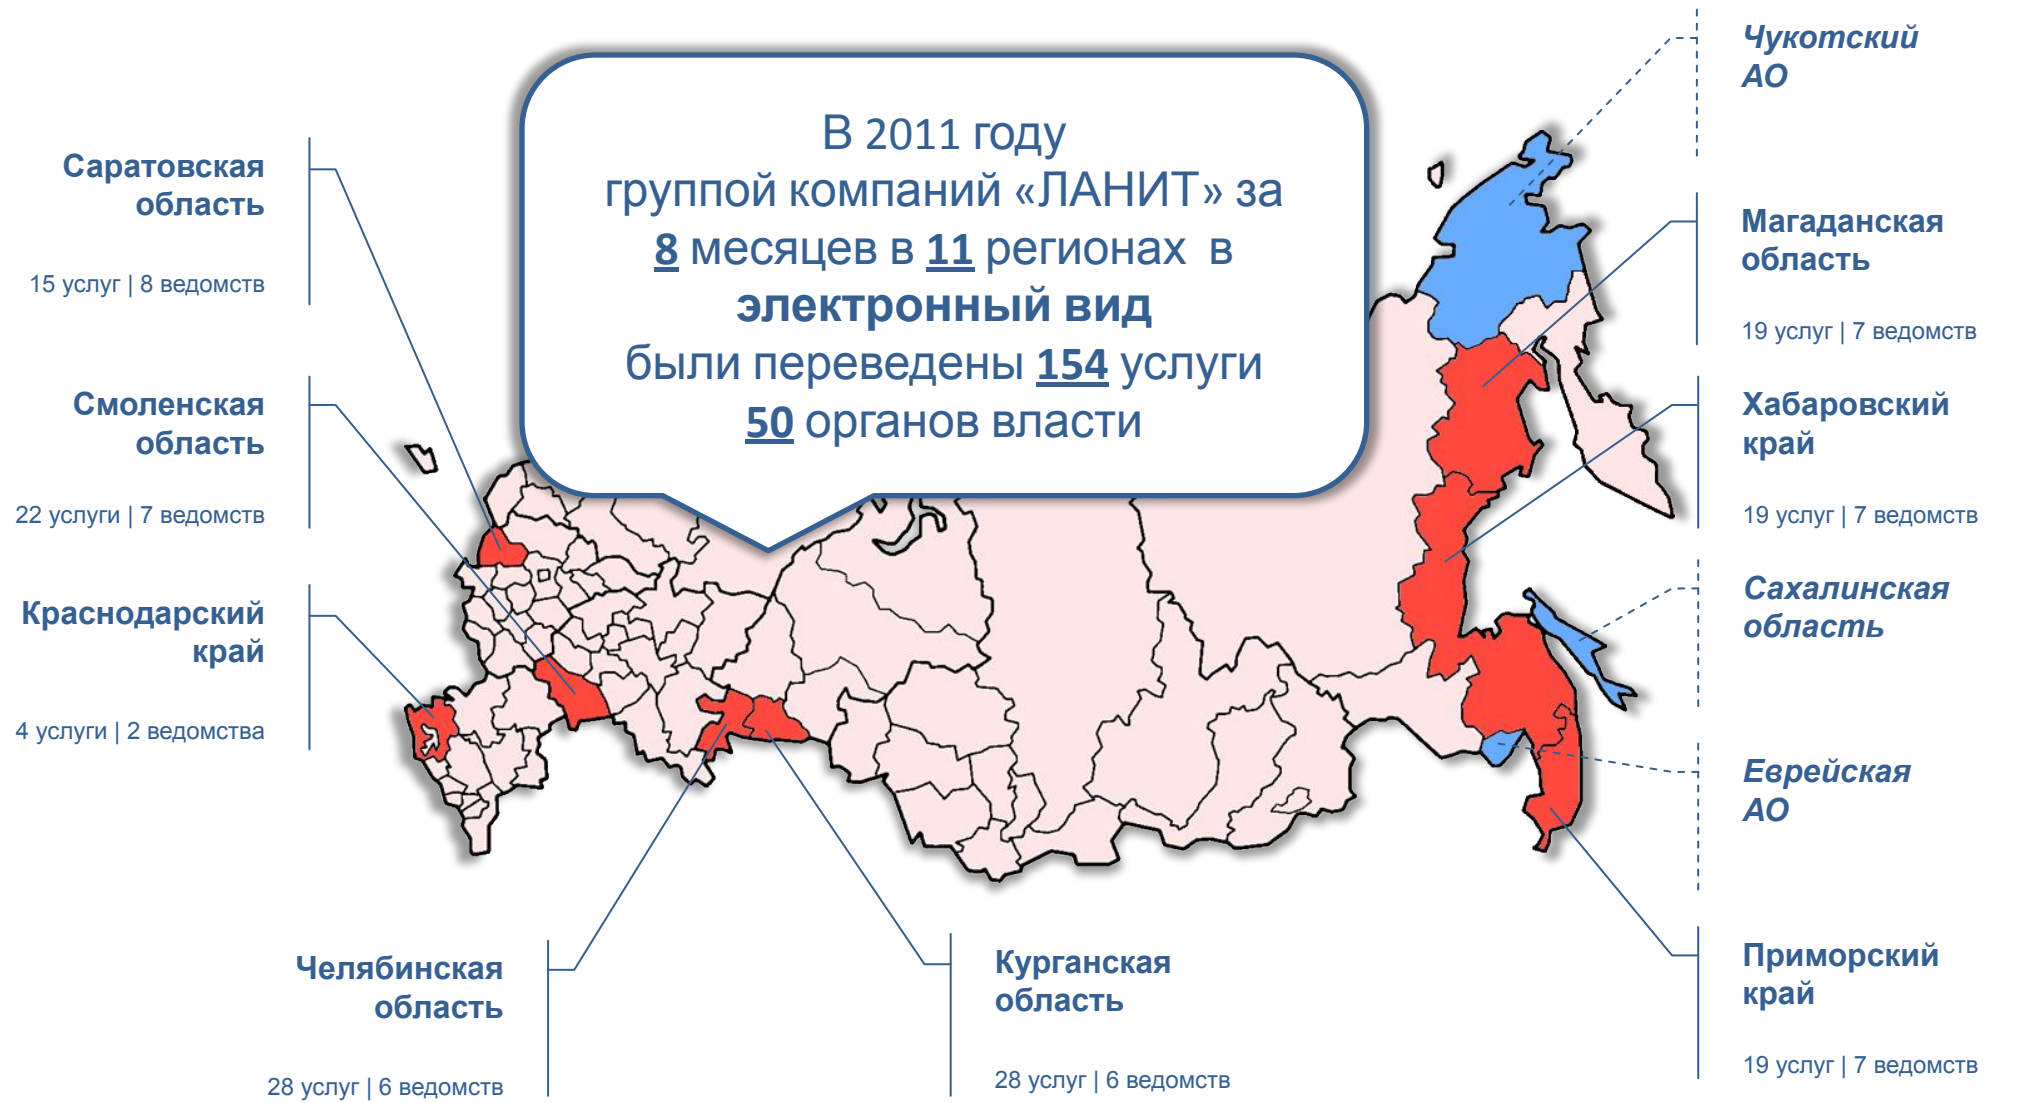 В 2011 году
группой компаний «ЛАНИТ» за
8 месяцев в 11 регионах в
электронный вид
были переведены 154 услуги
50 органов власти
Саратовская
область
15 услуг | 8 ведомств
Смоленская
область
22 услуги | 7 ведомств
Краснодарский
край
4 услуги | 2 ведомства
Челябинская
область
28 услуг | 6 ведомств
Курганская
область
28 услуг | 6 ведомств
Чукотский
АО
Магаданская
область
19 услуг | 7 ведомств
Хабаровский
край
19 услуг | 7 ведомств
Сахалинская
область
Еврейская
АО
Приморский
край
19 услуг | 7 ведомств